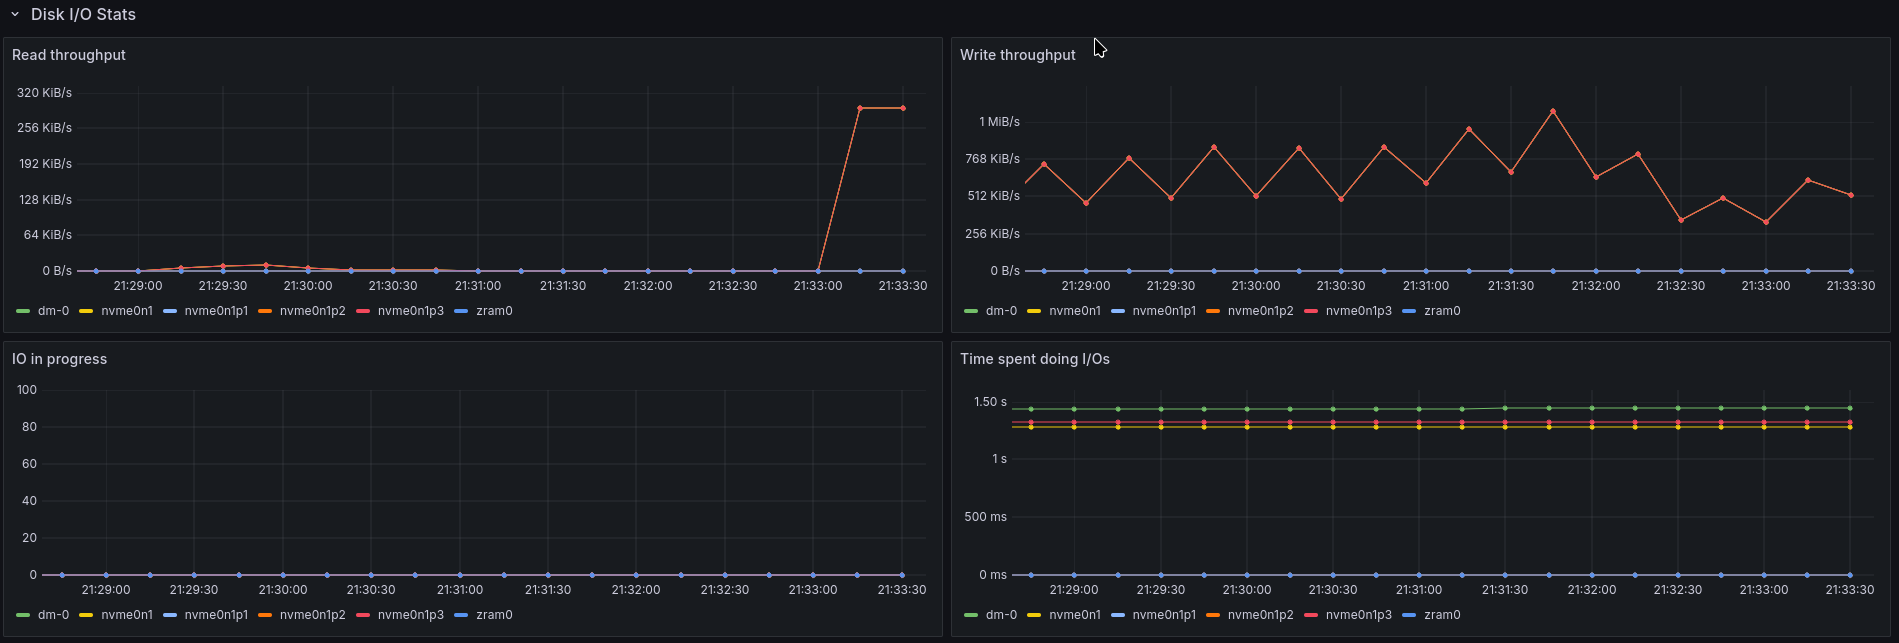 Disk I/O Stats
Read throughput
320 KiB/s
256 KiB/s
192 KiB/s
128 KiB/s
64 KiB/s
0 B/s
21:29:00 21:29:30 21:30:00 21:30:30 21:31:00 21:31:30 21:32:00 21:32:30 21:33:00 21:33:30
dm-0 nvme0n1 nvme0n1p1 nvme0n1p2 nvme0n1p3 zram0
Write throughput
1 MiB/s
768 KiB/s
512 KiB/s
256 KiB/s
0 B/s
21:29:00 21:29:30 21:30:00 21:30:30 21:31:00 21:31:30 21:32:00 21:32:30 21:33:00 21:33:30
dm-0 nvme0n1 nvme0n1p1 nvme0n1p2 nvme0n1p3 zram0
IO in progress
100
80
60
40
20
0
21:29:00 21:29:30 21:30:00 21:30:30 21:31:00 21:31:30 21:32:00 21:32:30 21:33:00 21:33:30
dm-0 nvme0n1 nvme0n1p1 nvme0n1p2 nvme0n1p3 zram0
Time spent doing I/Os
1.50 s
1 s
500 ms
0 ms
21:29:00 21:29:30 21:30:00 21:30:30 21:31:00 21:31:30 21:32:00 21:32:30 21:33:00 21:33:30
dm-0 nvme0n1 nvme0n1p1 nvme0n1p2 nvme0n1p3 zram0